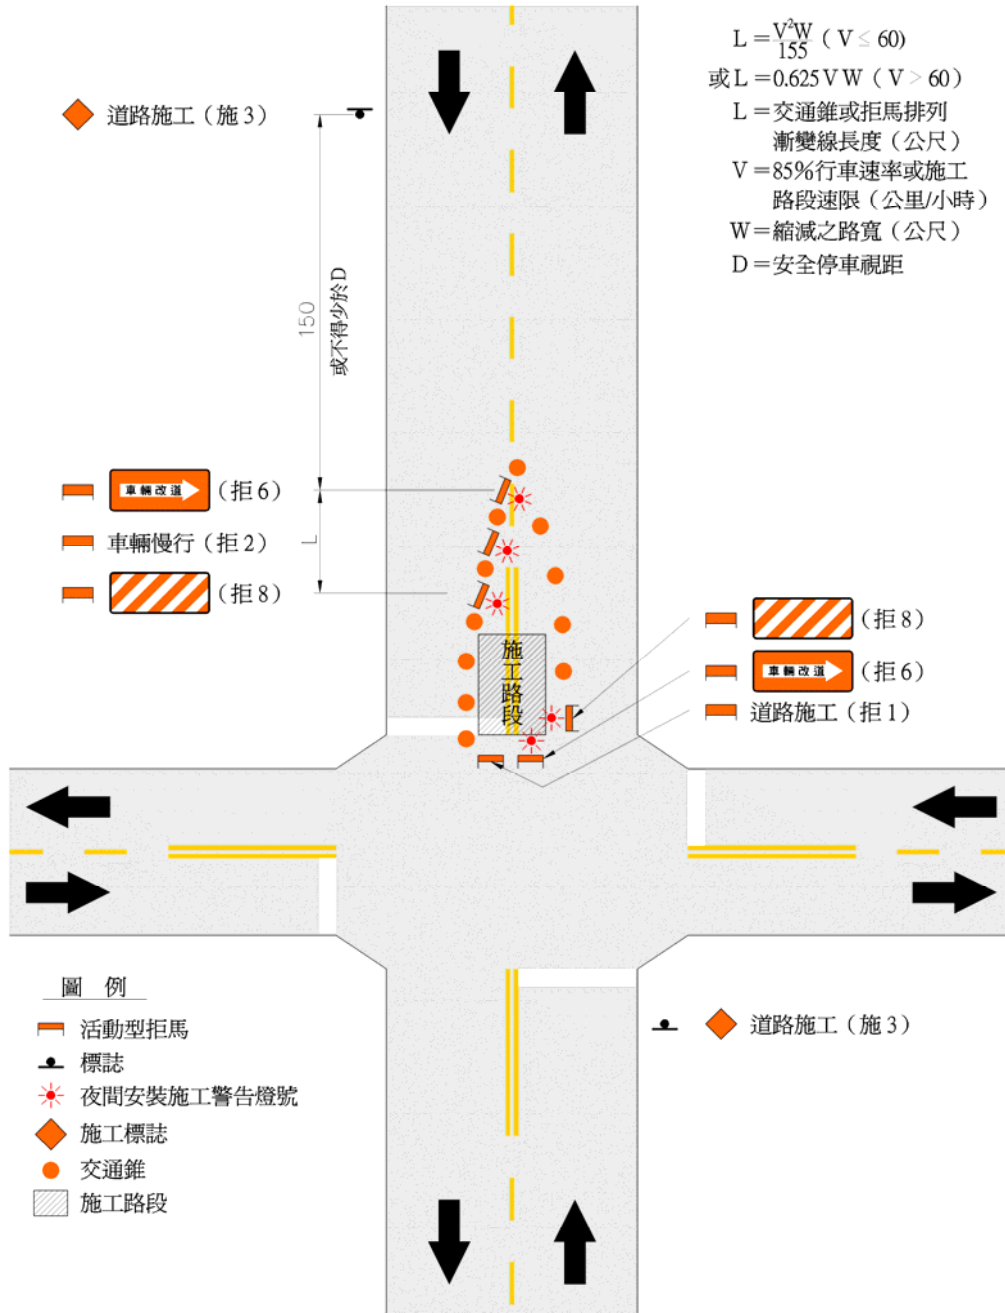 L＝V²W/155（V ≤ 60）
或L＝0.625 V W（V > 60）
L＝交通錐或拒馬排列
漸變線長度（公尺）
V＝85%行車速率或施工
路段速限（公里/小時）
W＝縮減之路寬（公尺）
D＝安全停車視距
道路施工（施3）
150
或不得少於D
車輛改道（拒6）
車輛慢行（拒2）
（拒8）
L
施工路段
（拒8）
車輛改道（拒6）
道路施工（拒1）
道路施工（施3）
圖 例
活動型拒馬
標誌
夜間安裝施工警告燈號
施工標誌
交通錐
施工路段